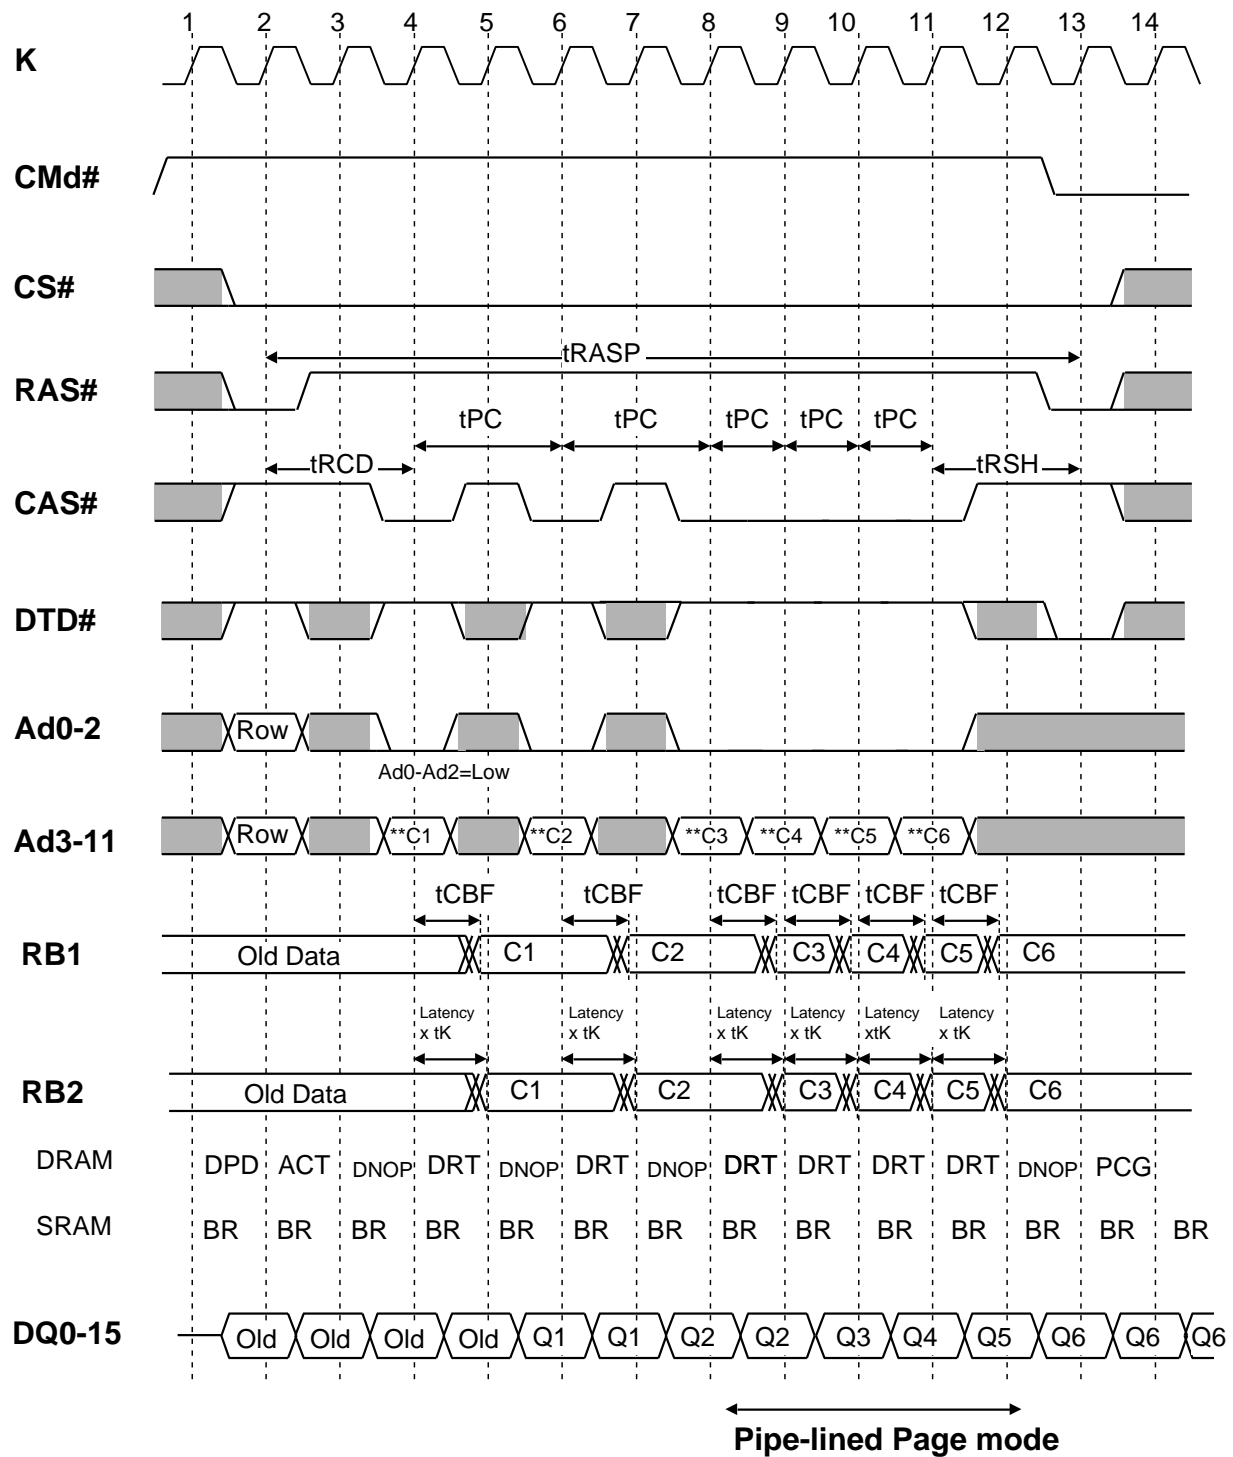 1 2 3 4 5 6 7 8 9 10 11 12 13 14
K
CMd#
CS#
tRASP
RAS#
tPC tPC tPC tPC tPC
tRCD tRSH
CAS#
DTD#
Ad0-2 Row
Ad0-Ad2=Low
Ad3-11 Row **C1 **C2 **C3 **C4 **C5 **C6
tCBF tCBF tCBF tCBF tCBF tCBF
RB1 Old Data C1 C2 C3 C4 C5 C6
Latency Latency Latency Latency Latency Latency
x tK x tK x tK x tK xtK x tK
RB2 Old Data C1 C2 C3 C4 C5 C6
DRAM DPD ACT DNOP DRT DNOP DRT DNOP DRT DRT DRT DRT DNOP PCG
SRAM BR BR BR BR BR BR BR BR BR BR BR BR BR BR
DQ0-15 Old Old Old Old Q1 Q1 Q2 Q2 Q3 Q4 Q5 Q6 Q6 Q6
Pipe-lined Page mode